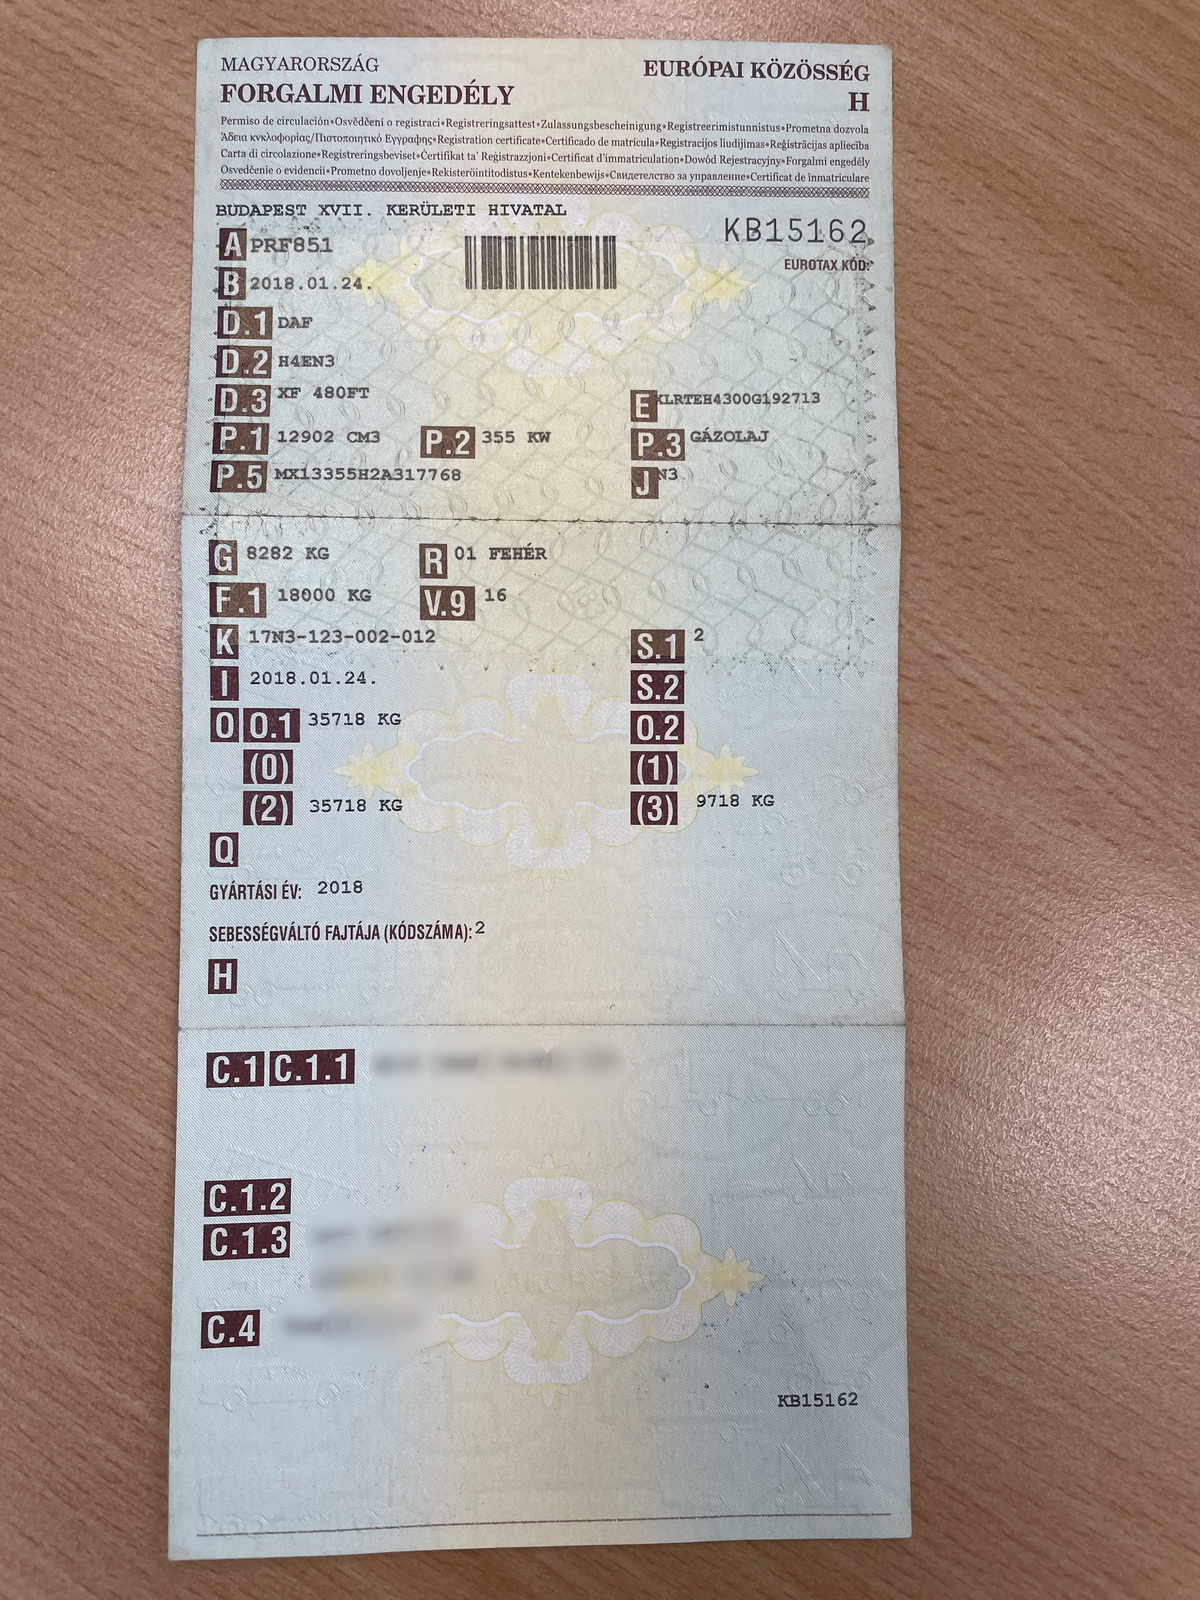 MAGYARORSZÁG
EURÓPAI KÖZÖSSÉG
FORGALMI ENGEDÉLY
H
Permiso de circulación•Osvědčení o registraci•Registreringsattest•Zulassungsbescheinigung•Registreerimistunnistus•Prometna dozvola
Άδεια κυκλοφορίας/Πιστοποιητικό Εγγραφης•Registration certificate•Certificado de matrícula•Registracijos liudijimas•Reģistrācijas apliecība
Carta di circolazione•Registreringsbeviset•Ċertifikat ta' Reġistrazzjoni•Certificat d'immatriculation•Dowód Rejestracyjny•Forgalmi engedély
Osvedčenie o evidencii•Prometno dovoljenje•Rekisteröintitodistus•Kentekenbewijs•Свидетелство за управление•Certificat de înmatriculare
BUDAPEST XVII. KERÜLETI HIVATAL
KB15162
A PRF851
EUROTAX KÓD:
B 2018.01.24.
D.1 DAF
D.2 H4EN3
D.3 XF 480FT
E XLRTEH4300G192713
P.1 12902 CM3 P.2 355 KW P.3 GÁZOLAJ
P.5 MX13355H2A317768 J N3
G 8282 KG R 01 FEHÉR
F.1 18000 KG V.9 16
K 17N3-123-002-012 S.1 2
I 2018.01.24. S.2
O O.1 35718 KG O.2
(0) (1)
(2) 35718 KG (3) 9718 KG
Q
GYÁRTÁSI ÉV: 2018
SEBESSÉGVÁLTÓ FAJTÁJA (KÓDSZÁMA): 2
H
C.1 C.1.1
C.1.2
C.1.3
C.4
KB15162